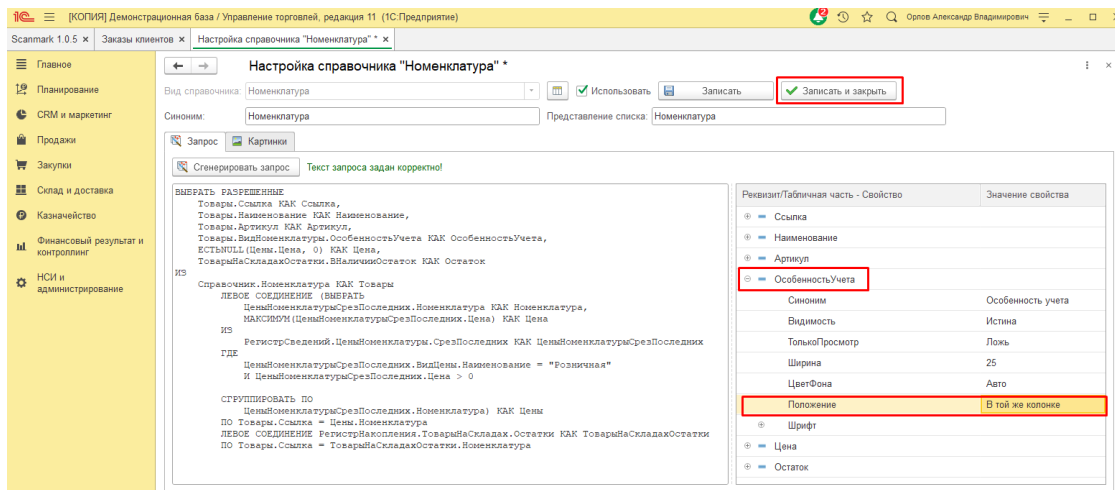 1С [КОПИЯ] Демонстрационная база / Управление торговлей, редакция 11 (1С:Предприятие) 2 Орлов Александр Владимирович
Scanmark 1.0.5 × Заказы клиентов × Настройка справочника "Номенклатура" * ×
Главное
Планирование
CRM и маркетинг
Продажи
Закупки
Склад и доставка
Казначейство
Финансовый результат и
контроллинг
НСИ и
администрирование
Настройка справочника "Номенклатура" *
Вид справочника: Номенклатура Использовать Записать Записать и закрыть
Синоним: Номенклатура Представление списка: Номенклатура
Запрос Картинки
Сгенерировать запрос Текст запроса задан корректно!
ВЫБРАТЬ РАЗРЕШЕННЫЕ
Товары.Ссылка КАК Ссылка,
Товары.Наименование КАК Наименование,
Товары.Артикул КАК Артикул,
Товары.ВидНоменклатуры.ОсобенностьУчета КАК ОсобенностьУчета,
ЕСТЬNULL(Цены.Цена, 0) КАК Цена,
ТоварыНаСкладахОстатки.ВНаличииОстаток КАК Остаток
ИЗ
Справочник.Номенклатура КАК Товары
ЛЕВОЕ СОЕДИНЕНИЕ (ВЫБРАТЬ
ЦеныНоменклатурыСрезПоследних.Номенклатура КАК Номенклатура,
МАКСИМУМ(ЦеныНоменклатурыСрезПоследних.Цена) КАК Цена
ИЗ
РегистрСведений.ЦеныНоменклатуры.СрезПоследних КАК ЦеныНоменклатурыСрезПоследних
ГДЕ
ЦеныНоменклатурыСрезПоследних.ВидЦены.Наименование = "Розничная"
И ЦеныНоменклатурыСрезПоследних.Цена > 0
СГРУППИРОВАТЬ ПО
ЦеныНоменклатурыСрезПоследних.Номенклатура) КАК Цены
ПО Товары.Ссылка = Цены.Номенклатура
ЛЕВОЕ СОЕДИНЕНИЕ РегистрНакопления.ТоварыНаСкладах.Остатки КАК ТоварыНаСкладахОстатки
ПО Товары.Ссылка = ТоварыНаСкладахОстатки.Номенклатура
Реквизит/Табличная часть - Свойство Значение свойства
Ссылка
Наименование
Артикул
ОсобенностьУчета
Синоним Особенность учета
Видимость Истина
ТолькоПросмотр Ложь
Ширина 25
ЦветФона Авто
Положение В той же колонке
Шрифт
Цена
Остаток